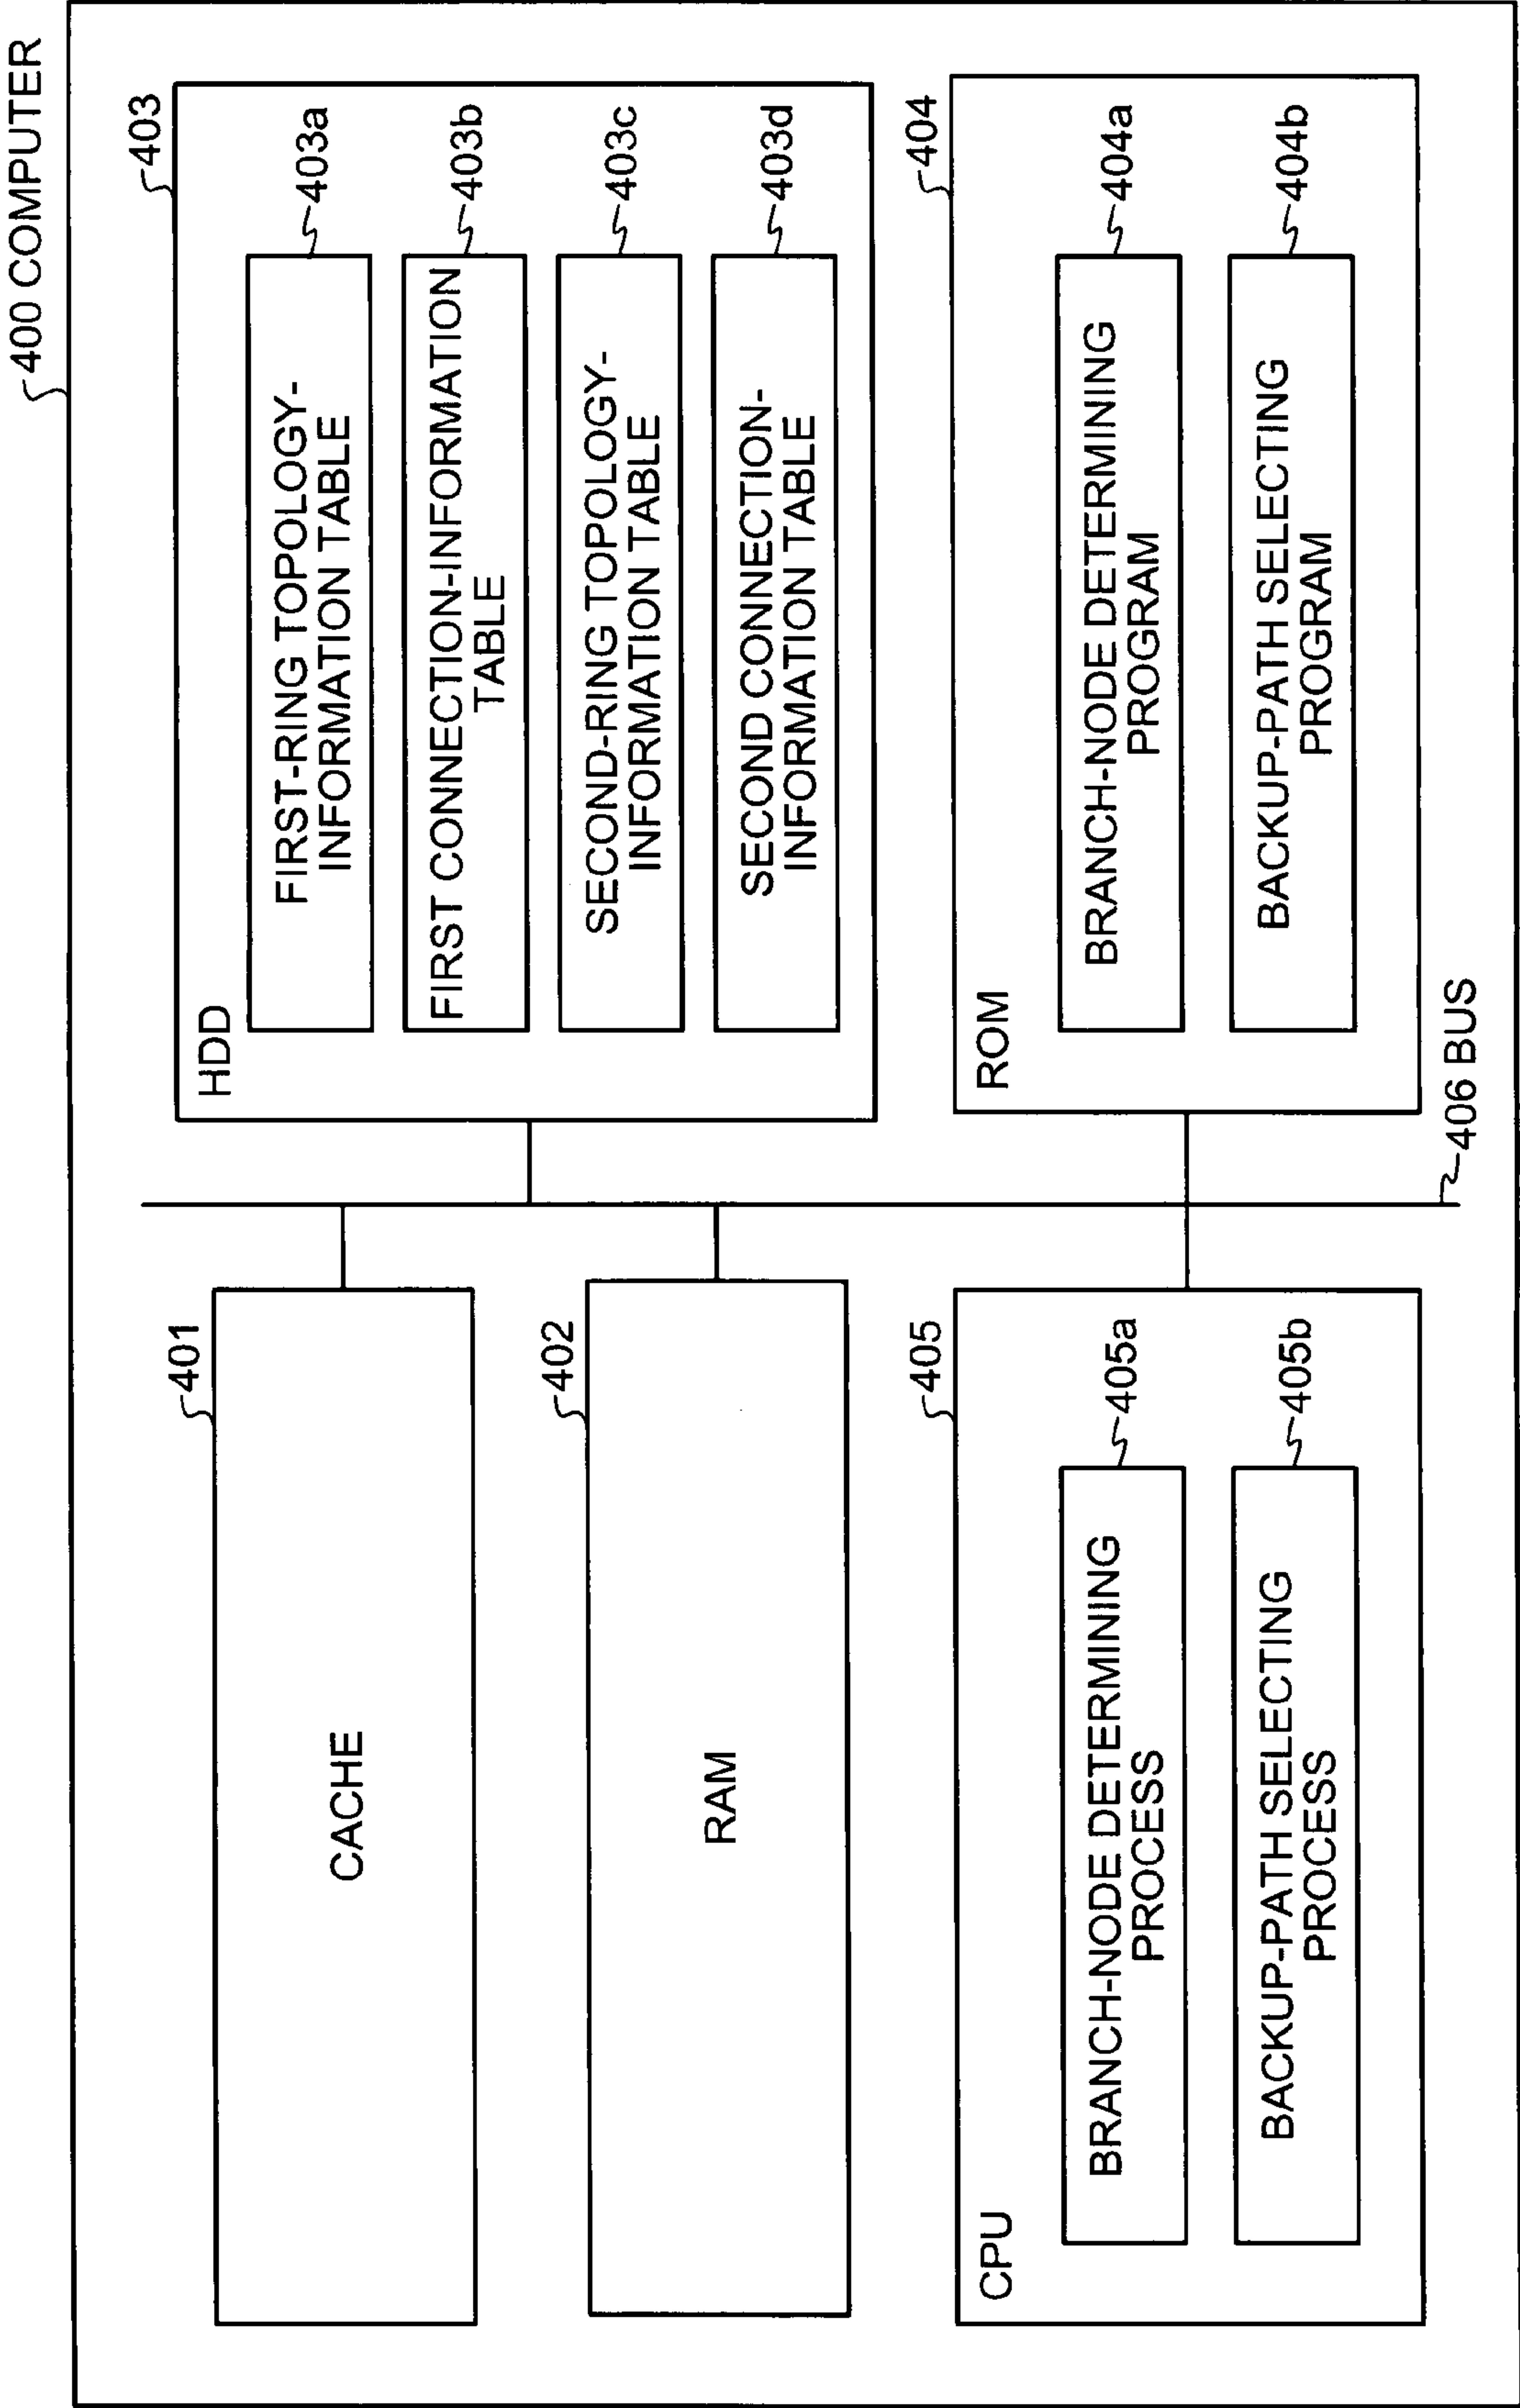 400 COMPUTER
401
CACHE
402
RAM
405
CPU
BRANCH-NODE DETERMINING
PROCESS
405a
BACKUP-PATH SELECTING
PROCESS
405b
403
HDD
FIRST-RING TOPOLOGY-
INFORMATION TABLE
403a
FIRST CONNECTION-INFORMATION
TABLE
403b
SECOND-RING TOPOLOGY-
INFORMATION TABLE
403c
SECOND CONNECTION-
INFORMATION TABLE
403d
404
ROM
BRANCH-NODE DETERMINING
PROGRAM
404a
BACKUP-PATH SELECTING
PROGRAM
404b
406 BUS